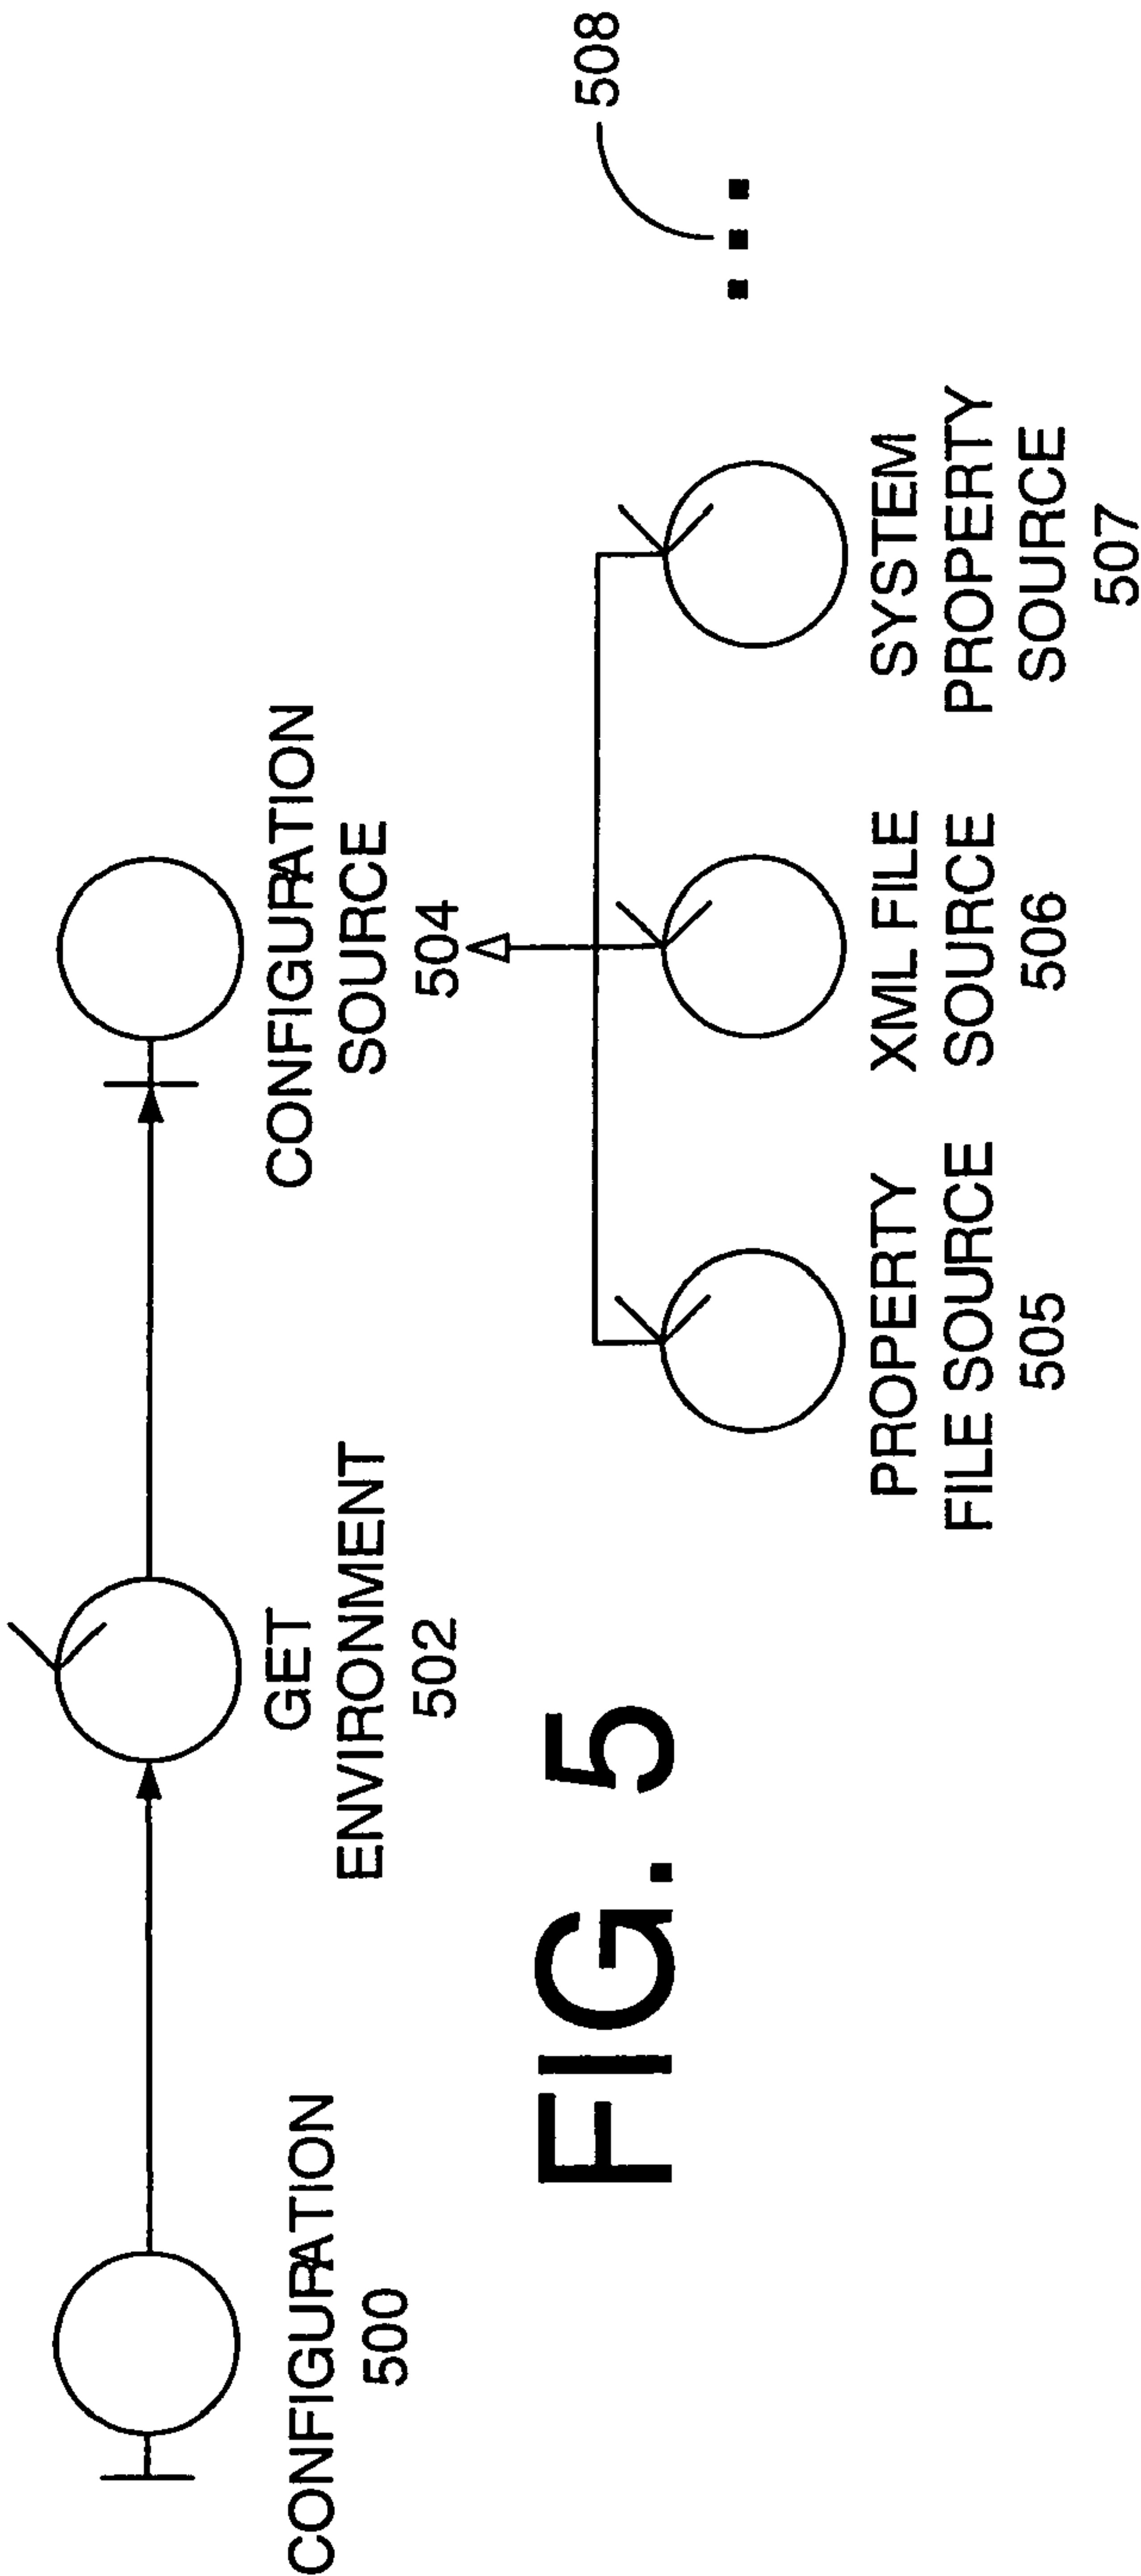 CONFIGURATION
500
GET
ENVIRONMENT
502
CONFIGURATION
SOURCE
504
PROPERTY
FILE SOURCE
505
XML FILE
SOURCE
506
SYSTEM
PROPERTY
SOURCE
507
508
FIG. 5